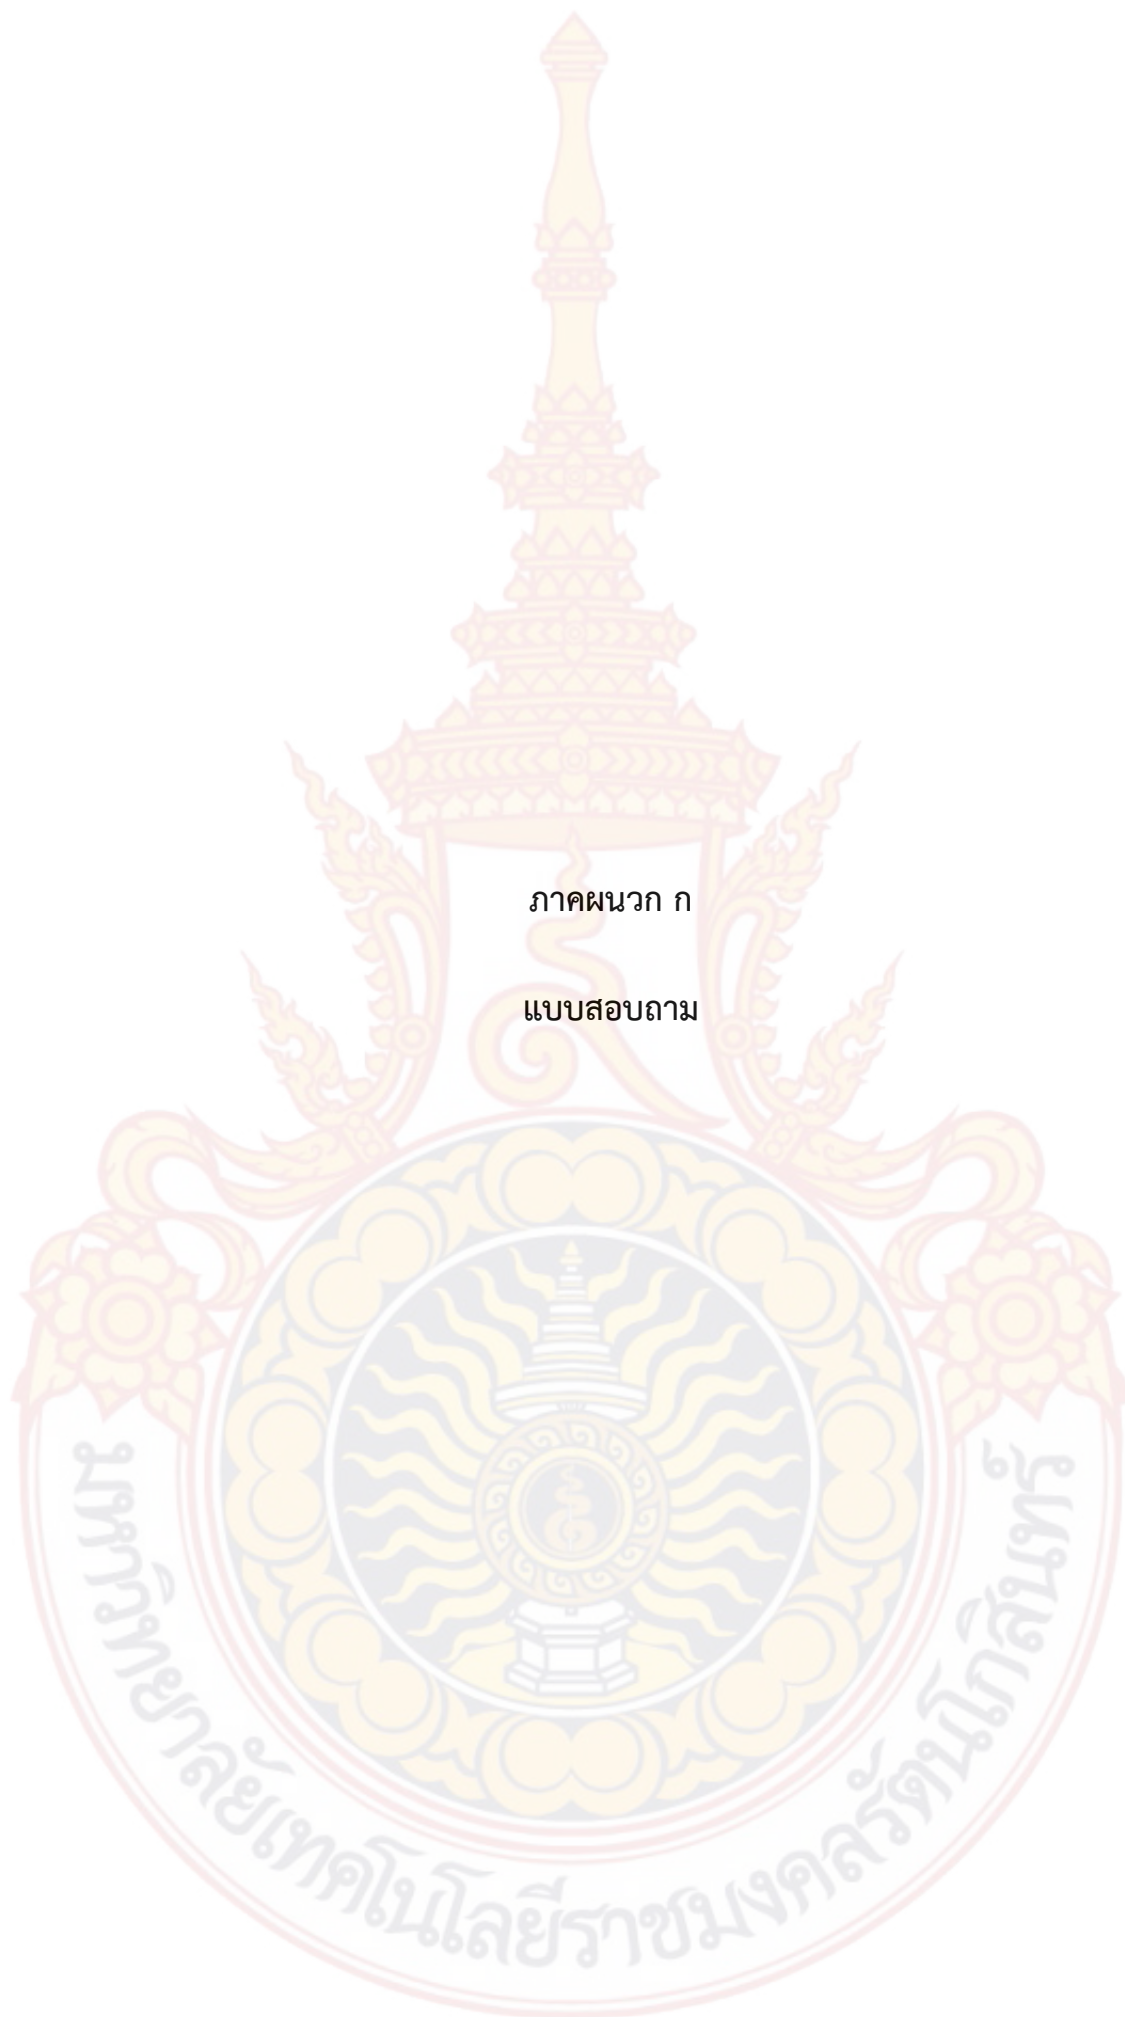 ภาคผนวก ก
แบบสอบถาม
มหาวิทยาลัยเทคโนโลยีราชมงคลรัตนโกสินทร์